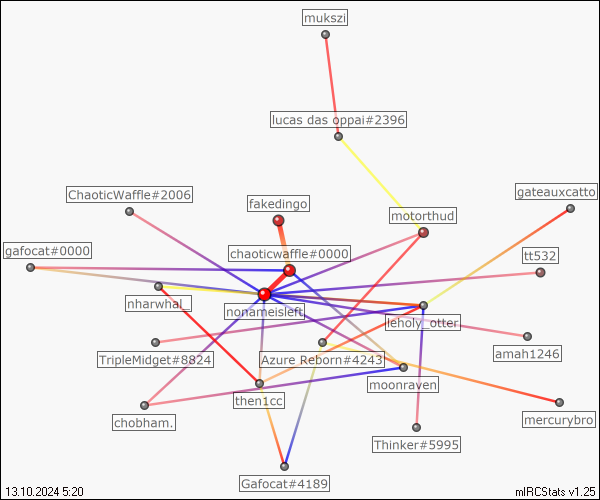 mukszi
lucas das oppai#2396
ChaoticWaffle#2006
gateauxcatto
fakedingo
motorthud
gafocat#0000
chaoticwaffle#0000
tt532
nharwhal_
nonameisleft
leholy_otter
TripleMidget#8824
Azure Reborn#4243
amah1246
moonraven
then1cc
chobham.
mercurybro
Thinker#5995
Gafocat#4189
13.10.2024 5:20
mIRCStats v1.25